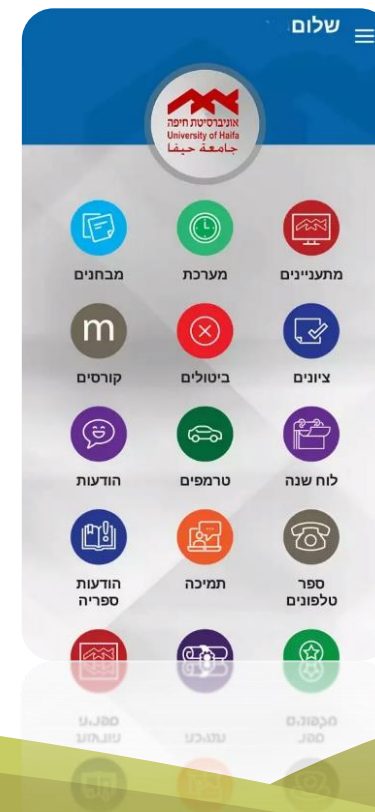 שלום
אוניברסיטת חיפה
University of Haifa
جامعة حيفا
מתעניינים
מערכת
מבחנים
ציונים
ביטולים
קורסים
m
לוח שנה
טרמפים
הודעות
ספר
טלפונים
תמיכה
הודעות
ספריה